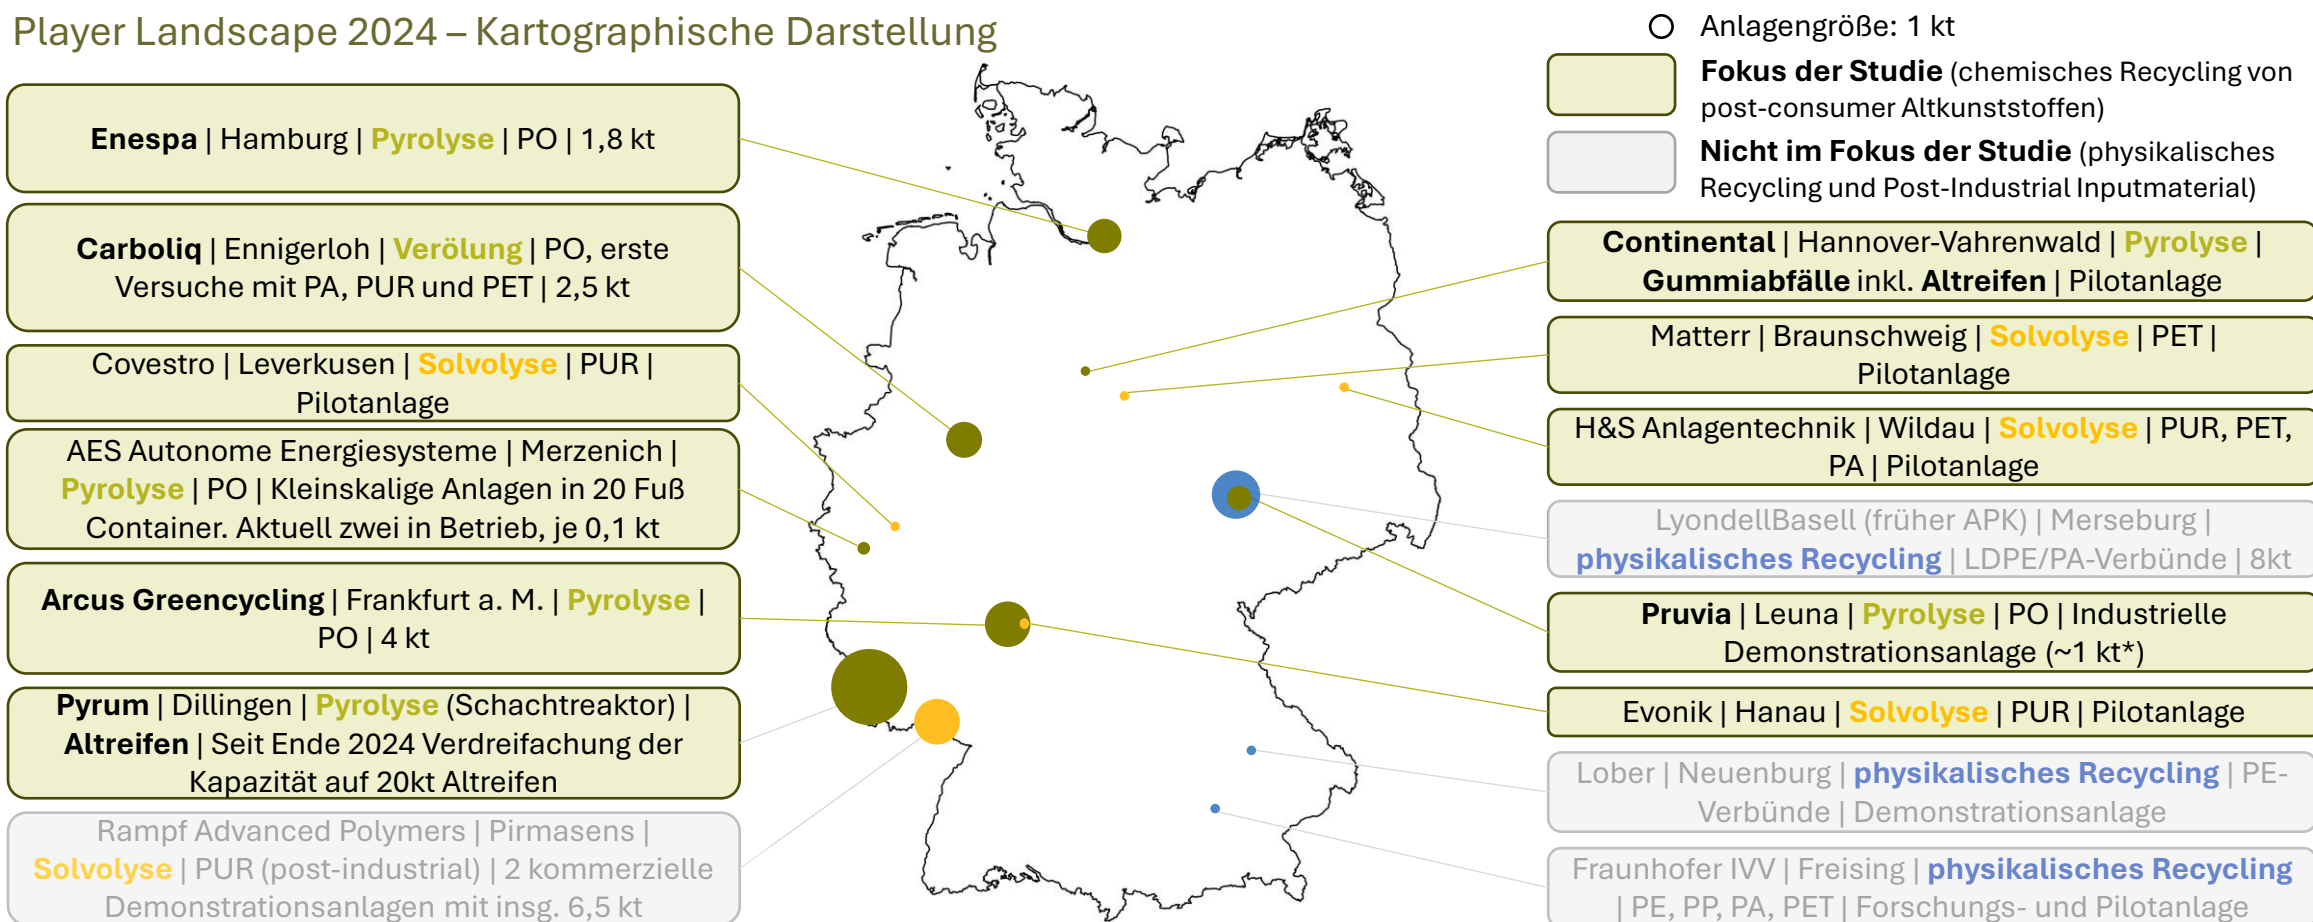 Player Landscape 2024 – Kartographische Darstellung
Enespa | Hamburg | Pyrolyse | PO | 1,8 kt
Carboliq | Ennigerloh | Verölung | PO, erste
Versuche mit PA, PUR und PET | 2,5 kt
Covestro | Leverkusen | Solvolyse | PUR |
Pilotanlage
AES Autonome Energiesysteme | Merzenich |
Pyrolyse | PO | Kleinskalige Anlagen in 20 Fuß
Container. Aktuell zwei in Betrieb, je 0,1 kt
Arcus Greencycling | Frankfurt a. M. | Pyrolyse |
PO | 4 kt
Pyrum | Dillingen | Pyrolyse (Schachtreaktor) |
Altreifen | Seit Ende 2024 Verdreifachung der
Kapazität auf 20kt Altreifen
Rampf Advanced Polymers | Pirmasens |
Solvolyse | PUR (post-industrial) | 2 kommerzielle
Demonstrationsanlagen mit insg. 6,5 kt
Anlagengröße: 1 kt
Fokus der Studie (chemisches Recycling von
post-consumer Altkunststoffen)
Nicht im Fokus der Studie (physikalisches
Recycling und Post-Industrial Inputmaterial)
Continental | Hannover-Vahrenwald | Pyrolyse |
Gummiabfälle inkl. Altreifen | Pilotanlage
Matterr | Braunschweig | Solvolyse | PET |
Pilotanlage
H&S Anlagentechnik | Wildau | Solvolyse | PUR, PET,
PA | Pilotanlage
LyondellBasell (früher APK) | Merseburg |
physikalisches Recycling | LDPE/PA-Verbünde | 8kt
Pruvia | Leuna | Pyrolyse | PO | Industrielle
Demonstrationsanlage (~1 kt*)
Evonik | Hanau | Solvolyse | PUR | Pilotanlage
Lober | Neuenburg | physikalisches Recycling | PE-
Verbünde | Demonstrationsanlage
Fraunhofer IVV | Freising | physikalisches Recycling
| PE, PP, PA, PET | Forschungs- und Pilotanlage